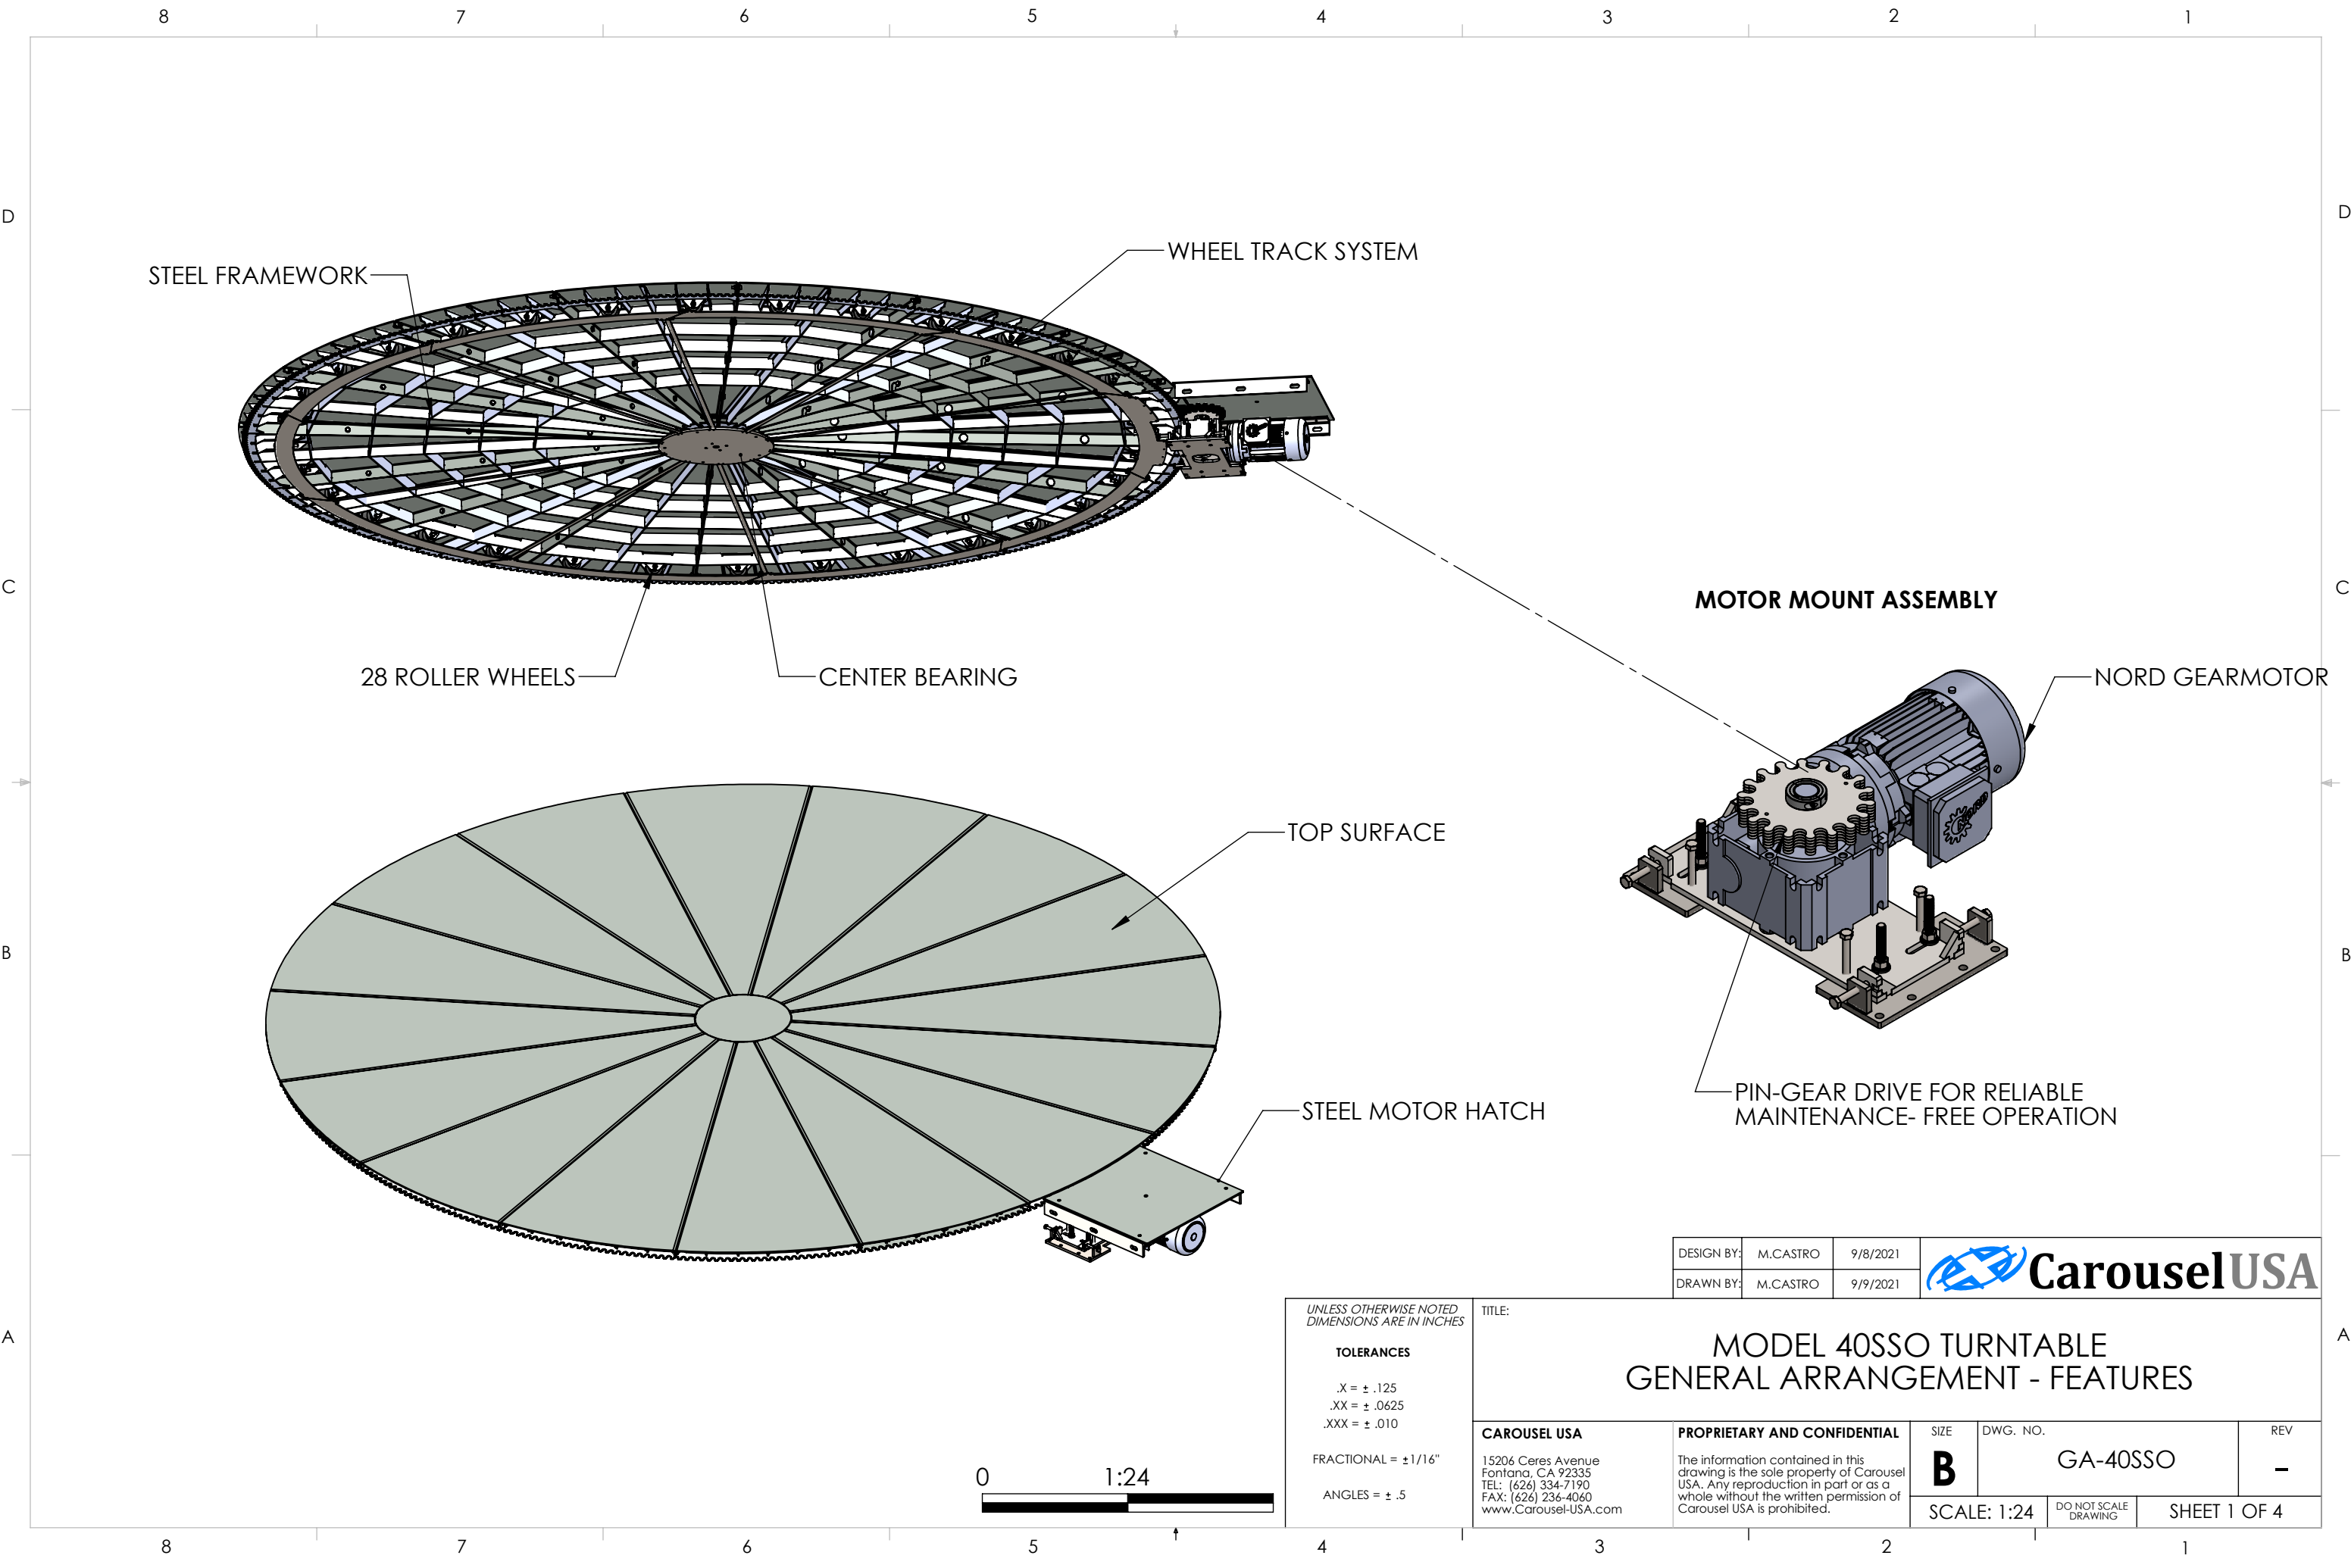 8 7 6 5 4 3 2 1
D D
STEEL FRAMEWORK
WHEEL TRACK SYSTEM
C C
MOTOR MOUNT ASSEMBLY
28 ROLLER WHEELS
CENTER BEARING
NORD GEARMOTOR
TOP SURFACE
B B
PIN-GEAR DRIVE FOR RELIABLE
MAINTENANCE- FREE OPERATION
STEEL MOTOR HATCH
A A
DESIGN BY: M.CASTRO 9/8/2021
DRAWN BY: M.CASTRO 9/9/2021
CarouselUSA
UNLESS OTHERWISE NOTED
DIMENSIONS ARE IN INCHES
TOLERANCES
.X = ± .125
.XX = ± .0625
.XXX = ± .010
FRACTIONAL = ±1/16"
ANGLES = ± .5
TITLE:
MODEL 40SSO TURNTABLE
GENERAL ARRANGEMENT - FEATURES
CAROUSEL USA
15206 Ceres Avenue
Fontana, CA 92335
TEL: (626) 334-7190
FAX: (626) 236-4060
www.Carousel-USA.com
PROPRIETARY AND CONFIDENTIAL
The information contained in this
drawing is the sole property of Carousel
USA. Any reproduction in part or as a
whole without the written permission of
Carousel USA is prohibited.
SIZE
B
DWG. NO.
GA-40SSO
REV
–
SCALE: 1:24
DO NOT SCALE
DRAWING
SHEET 1 OF 4
0 1:24
8 7 6 5 4 3 2 1